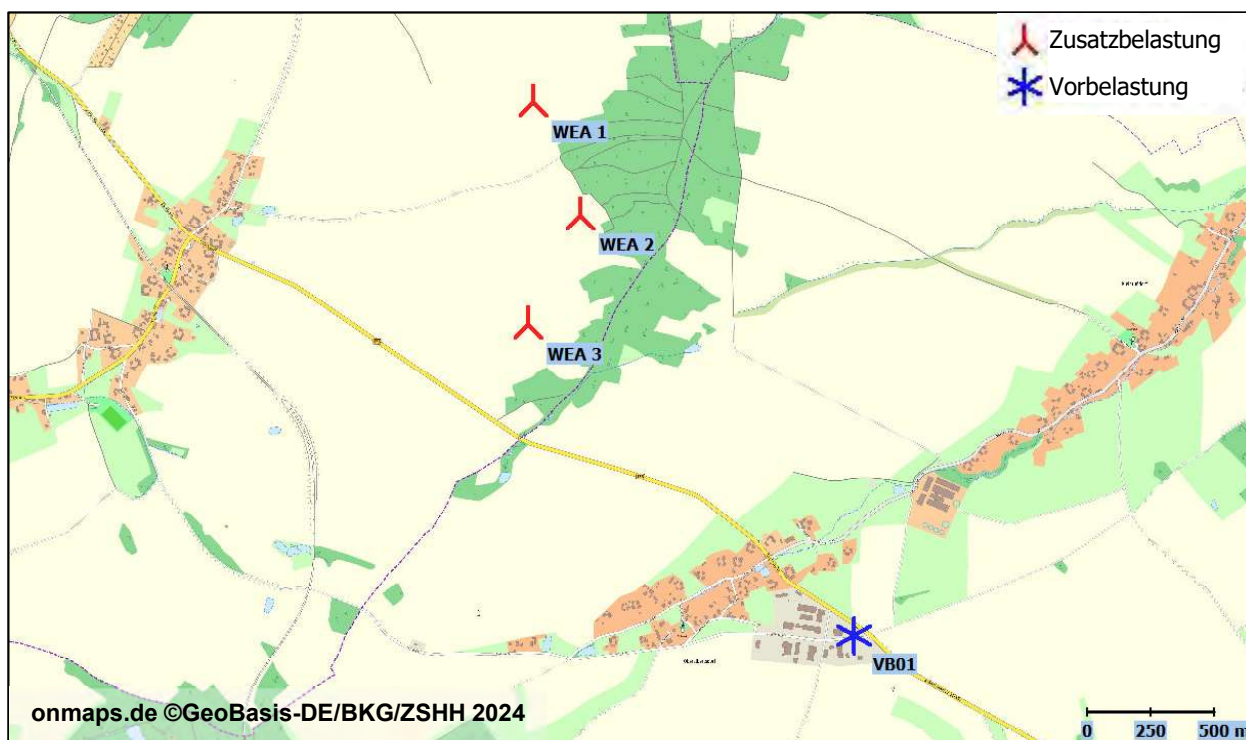 Zusatzbelastung
Vorbelastung
WEA 1
WEA 2
WEA 3
VB01
onmaps.de ©GeoBasis-DE/BKG/ZSHH 2024
0 250 500 m